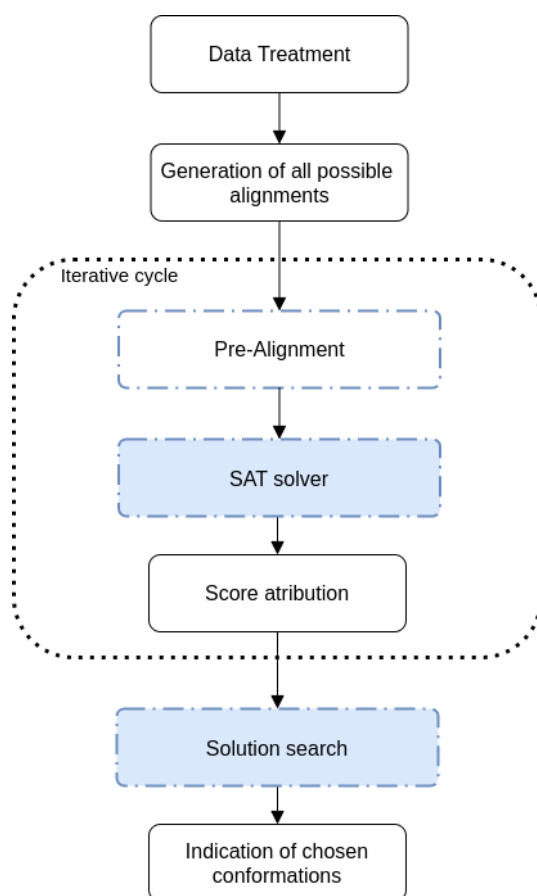 Data Treatment
Generation of all possible
alignments
Iterative cycle
Pre-Alignment
SAT solver
Score atribution
Solution search
Indication of chosen
conformations